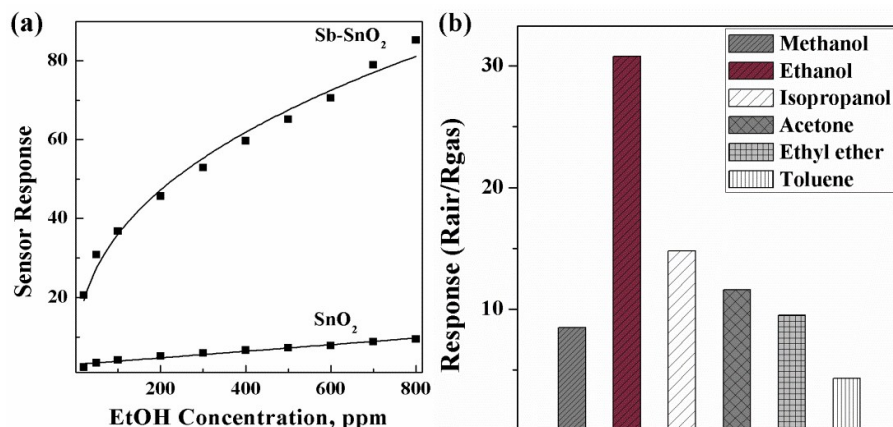 (a)
Sb-SnO2
SnO2
80
60
40
20
200
400
600
800
Sensor Response
EtOH Concentration, ppm
(b)
Methanol
Ethanol
Isopropanol
Acetone
Ethyl ether
Toluene
30
20
10
Response (Rair/Rgas)